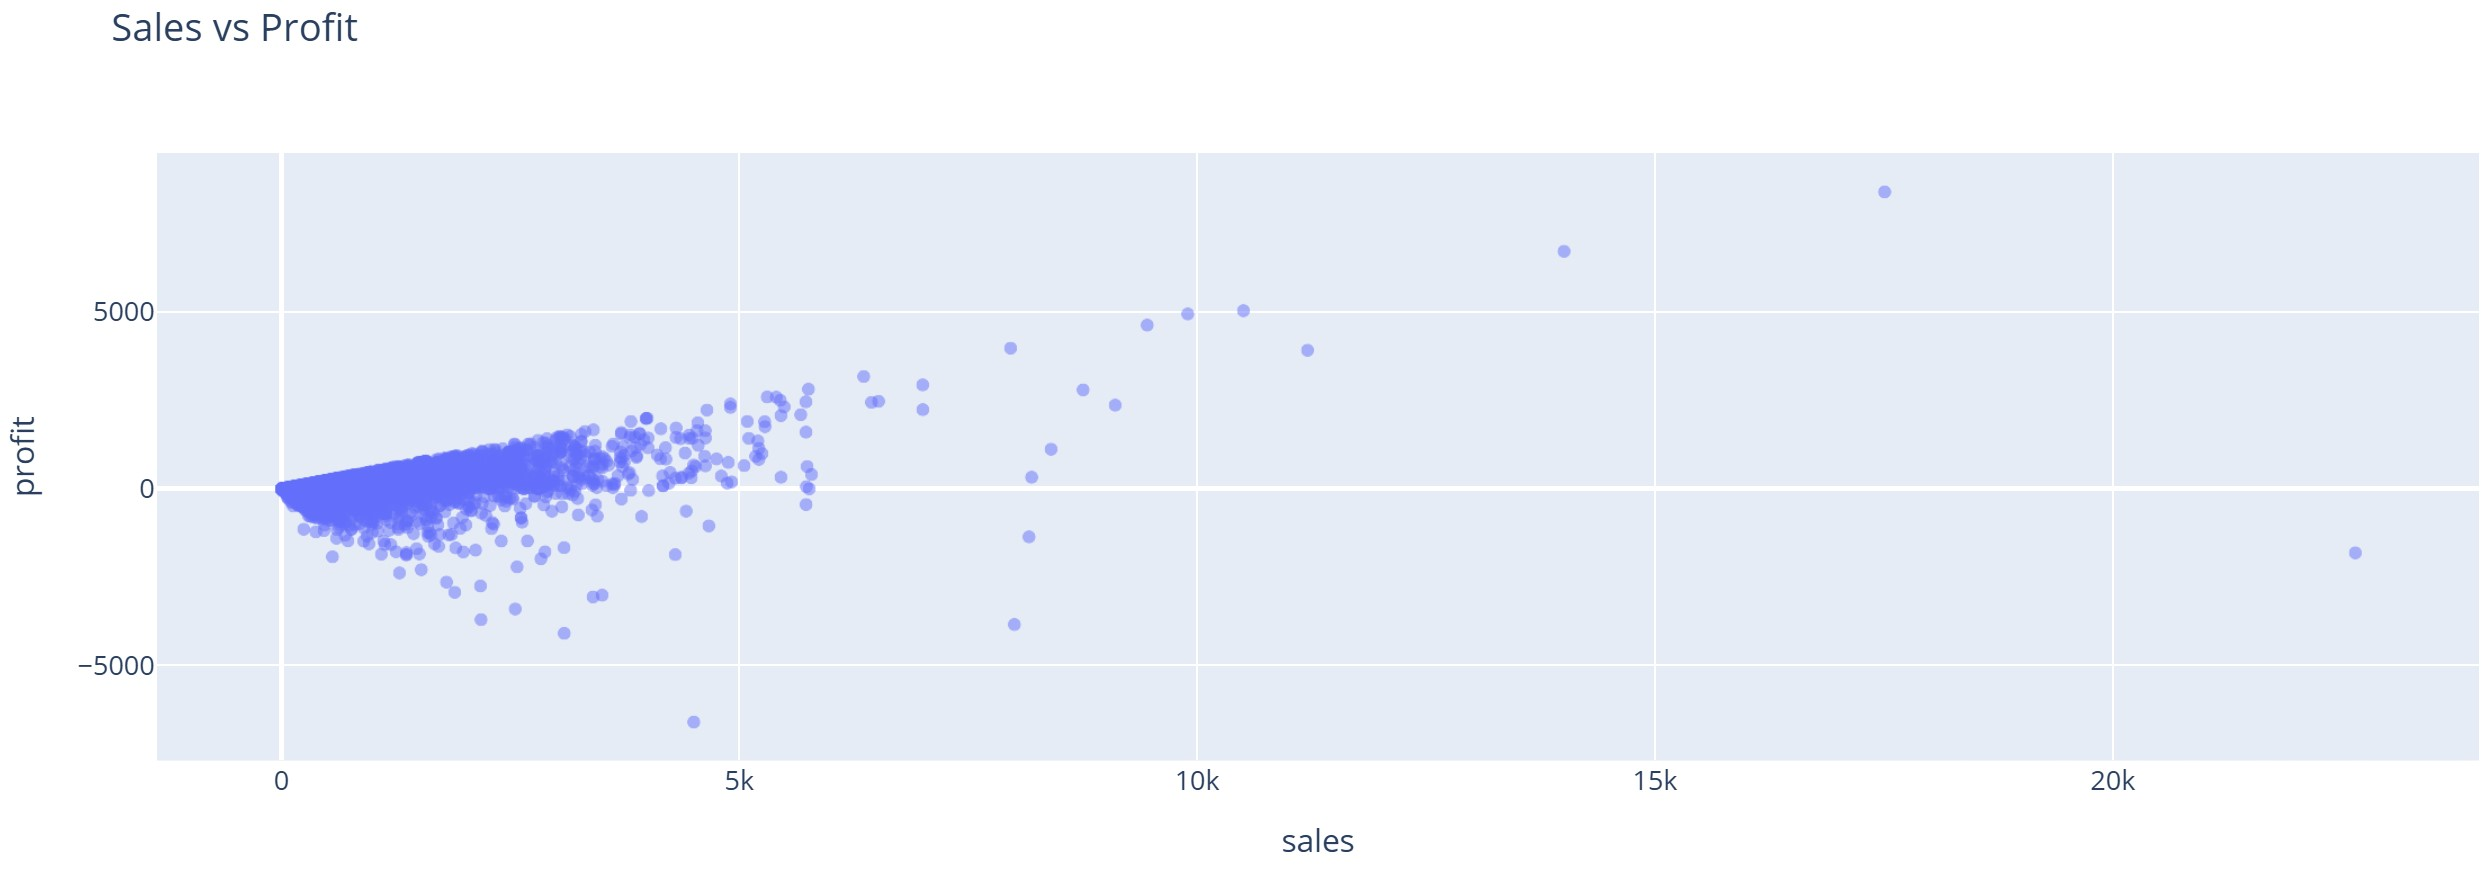 Sales vs Profit
5000
0
−5000
profit
0 5k 10k 15k 20k
sales